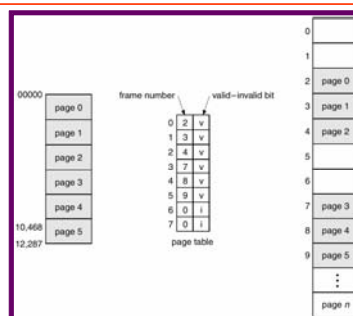 00000
page 0
page 1
page 2
page 3
page 4
10,468
page 5
12,287
frame number
valid–invalid bit
0 2 v
1 3 v
2 4 v
3 7 v
4 8 v
5 9 v
6 0 i
7 0 i
page table
0
1
2 page 0
3 page 1
4 page 2
5
6
7 page 3
8 page 4
9 page 5
⋮
page n